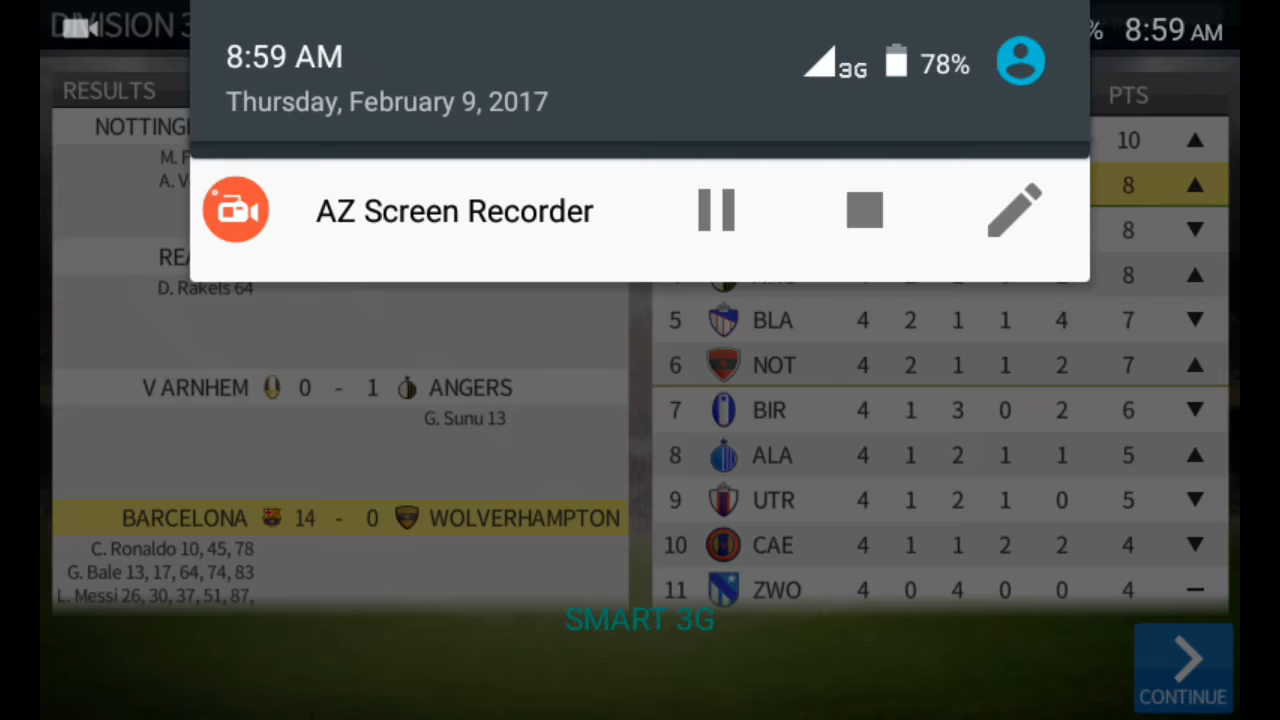 DIVISION 3
% 8:59 AM
8:59 AM
3G 78%
Thursday, February 9, 2017
AZ Screen Recorder
RESULTS
M.
A.
D. Rakels 64
V ARNHEM 0 - 1 ANGERS
G. Sunu 13
BARCELONA 14 - 0 WOLVERHAMPTON
C. Ronaldo 10, 45, 78
G. Bale 13, 17, 64, 74, 83
L. Messi 26, 30, 37, 51, 87,
PTS
10
8
8
8
5 BLA 4 2 1 1 4 7
6 NOT 4 2 1 1 2 7
7 BIR 4 1 3 0 2 6
8 ALA 4 1 2 1 1 5
9 UTR 4 1 2 1 0 5
10 CAE 4 1 1 2 2 4
11 ZWO 4 0 4 0 0 4
SMART 3G
CONTINUE